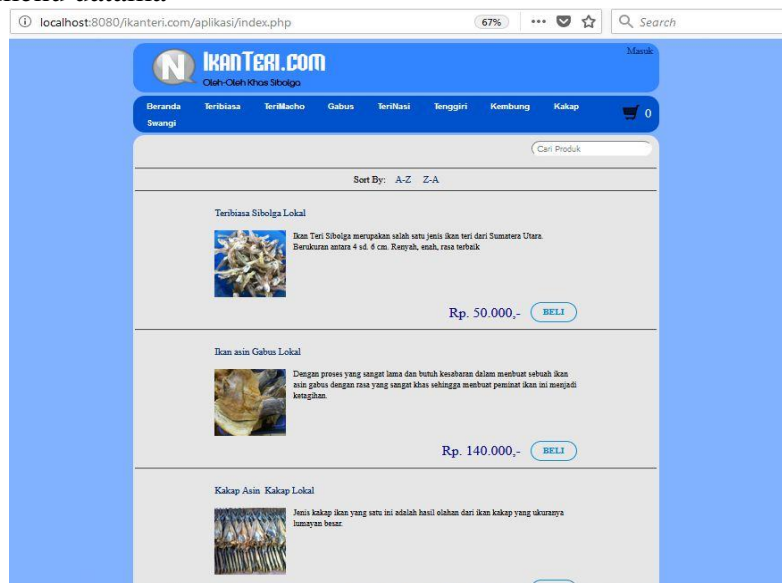 localhost:8080/ikanteri.com/aplikasi/index.php
67%
Search
N IKANTERI.COM
Oleh-Oleh Khas Sibolga
Masuk
Beranda Teribiasa TeriMacho Gabus TeriNasi Tenggiri Kembung Kakap
Swangi
0
Cari Produk
Sort By: A-Z Z-A
Teribiasa Sibolga Lokal
Ikan Teri Sibolga merupakan salah satu jenis ikan teri dari Sumatera Utara.
Berukuran antara 4 sd. 6 cm. Renyah, enah, rasa terbaik
Rp. 50.000,- BELI
Ikan asin Gabus Lokal
Dengan proses yang sangat lama dan butuh kesabaran dalam menbuat sebuah ikan
asin gabus dengan rasa yang sangat khas sehingga menbuat peminat ikan ini menjadi
ketagihan.
Rp. 140.000,- BELI
Kakap Asin Kakap Lokal
Jenis kakap ikan yang satu ini adalah hasil olahan dari ikan kakap yang ukuranya
lumayan besar.